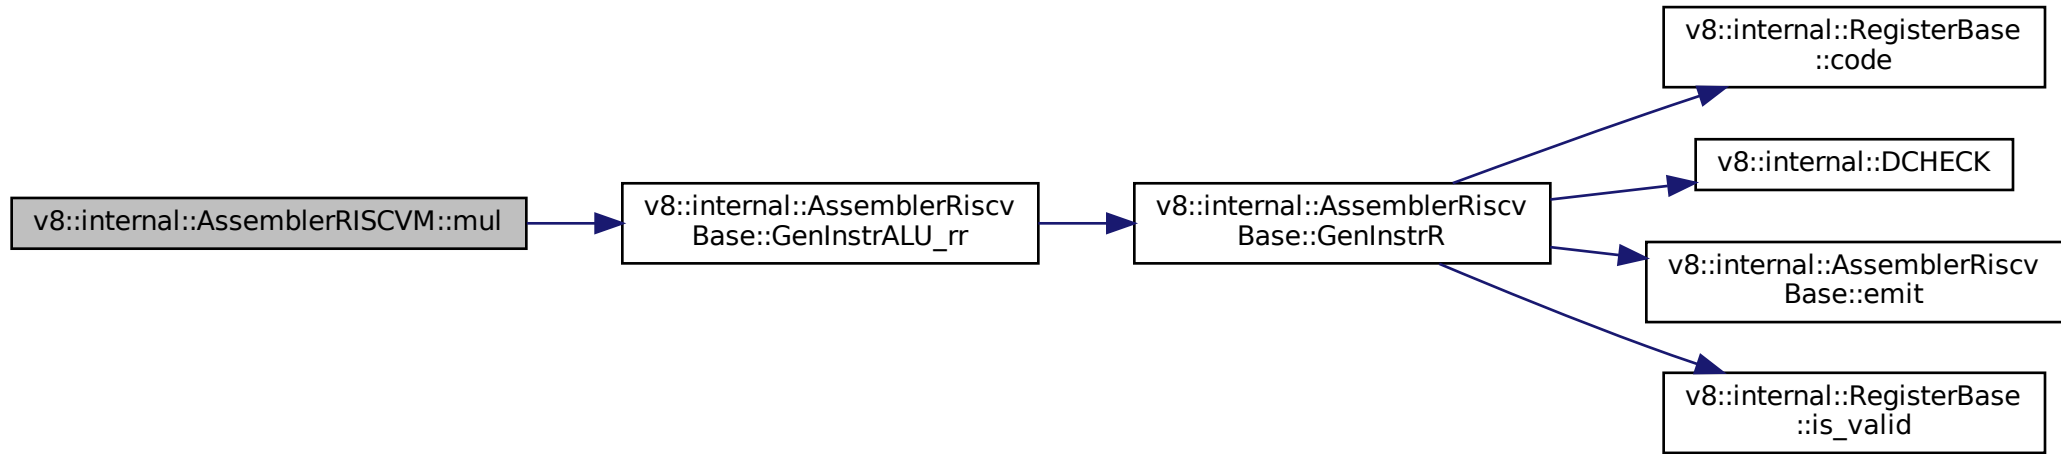 v8::internal::AssemblerRISCVM::mul
v8::internal::AssemblerRiscv
Base::GenInstrALU_rr
v8::internal::AssemblerRiscv
Base::GenInstrR
v8::internal::RegisterBase
::code
v8::internal::DCHECK
v8::internal::AssemblerRiscv
Base::emit
v8::internal::RegisterBase
::is_valid